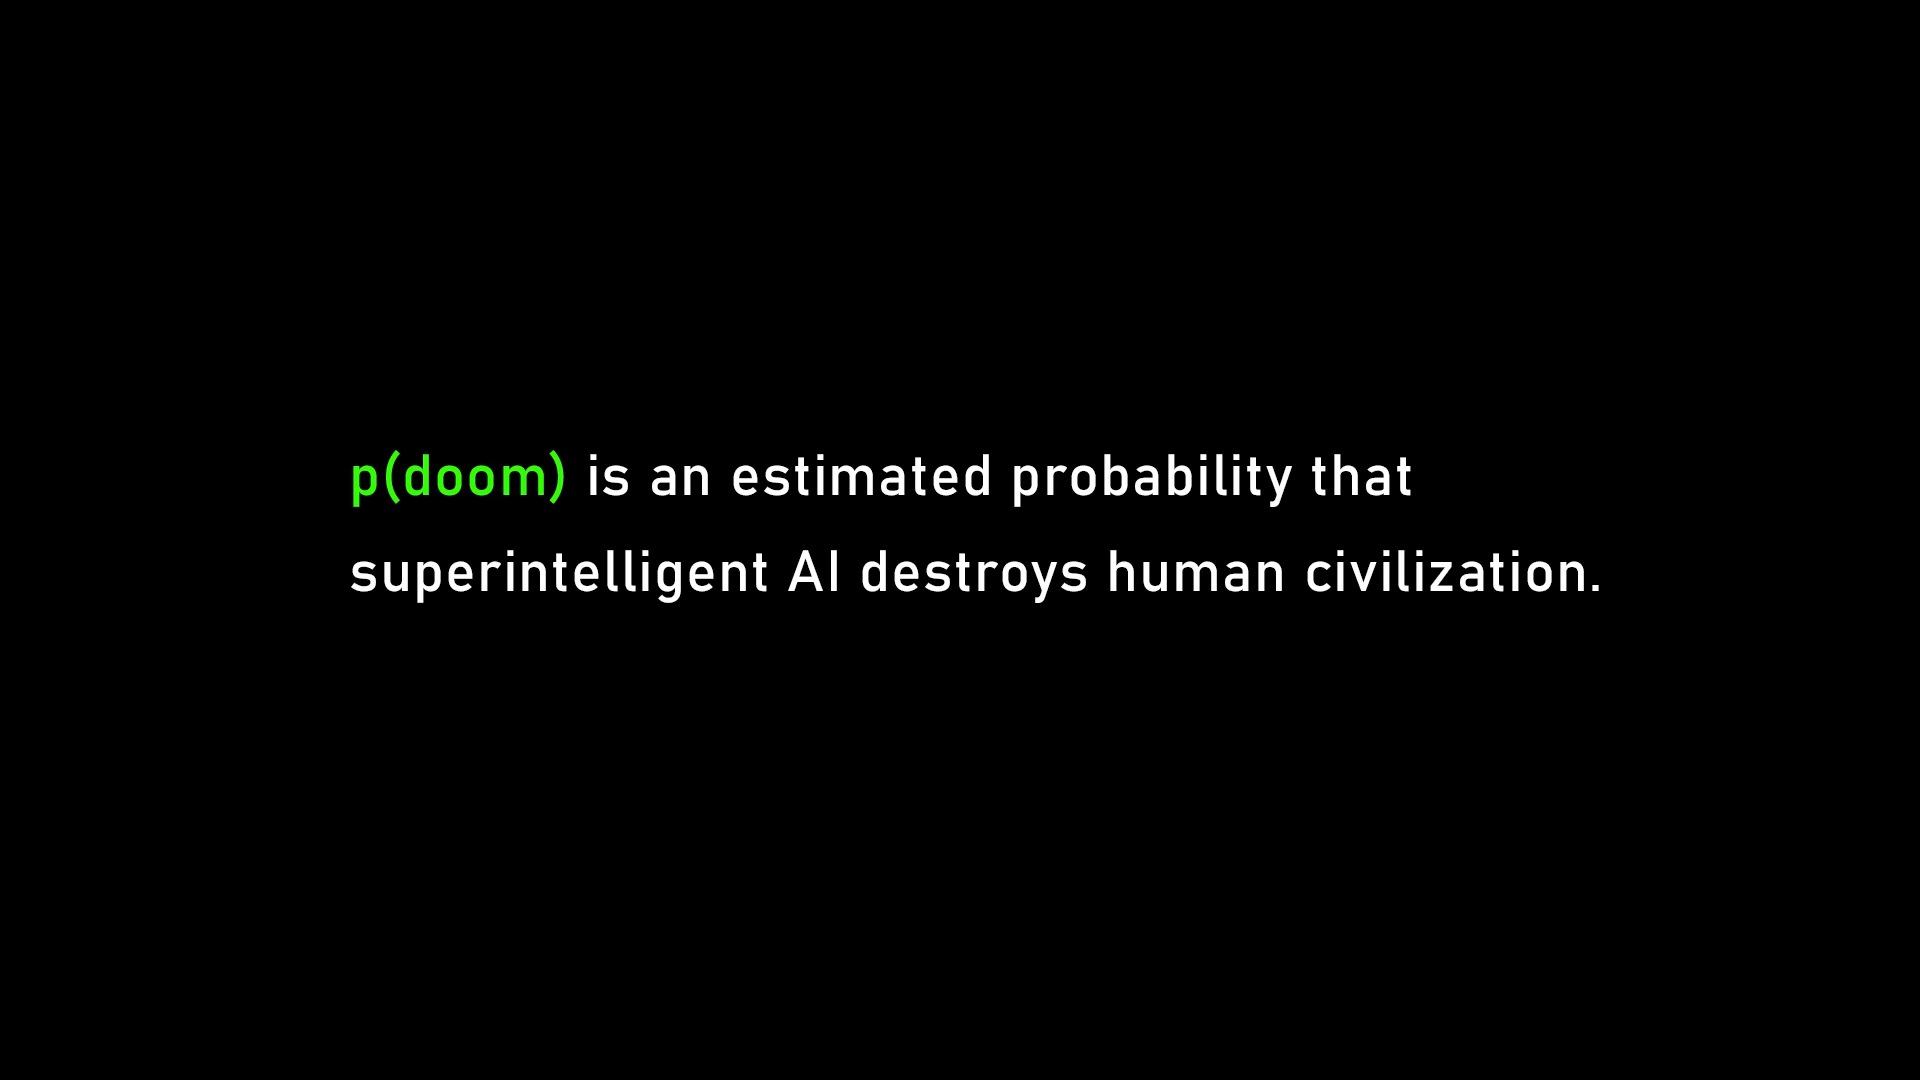 p(doom) is an estimated probability that
superintelligent AI destroys human civilization.